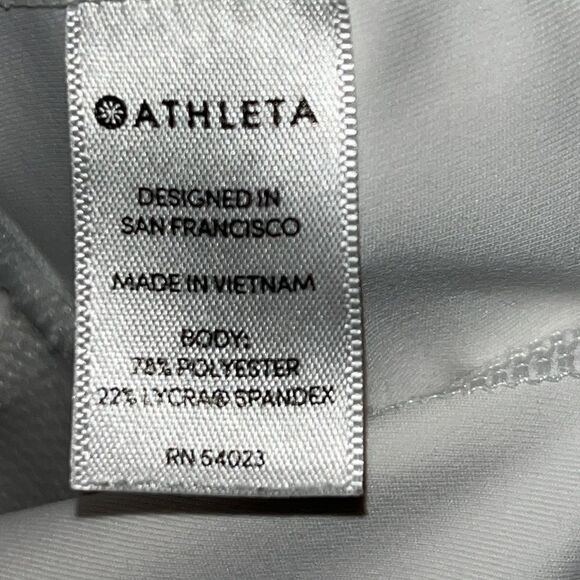 ATHLETA
DESIGNED IN
SAN FRANCISCO
MADE IN VIETNAM
BODY:
78% POLYESTER
22% LYCRA® SPANDEX
RN 54023